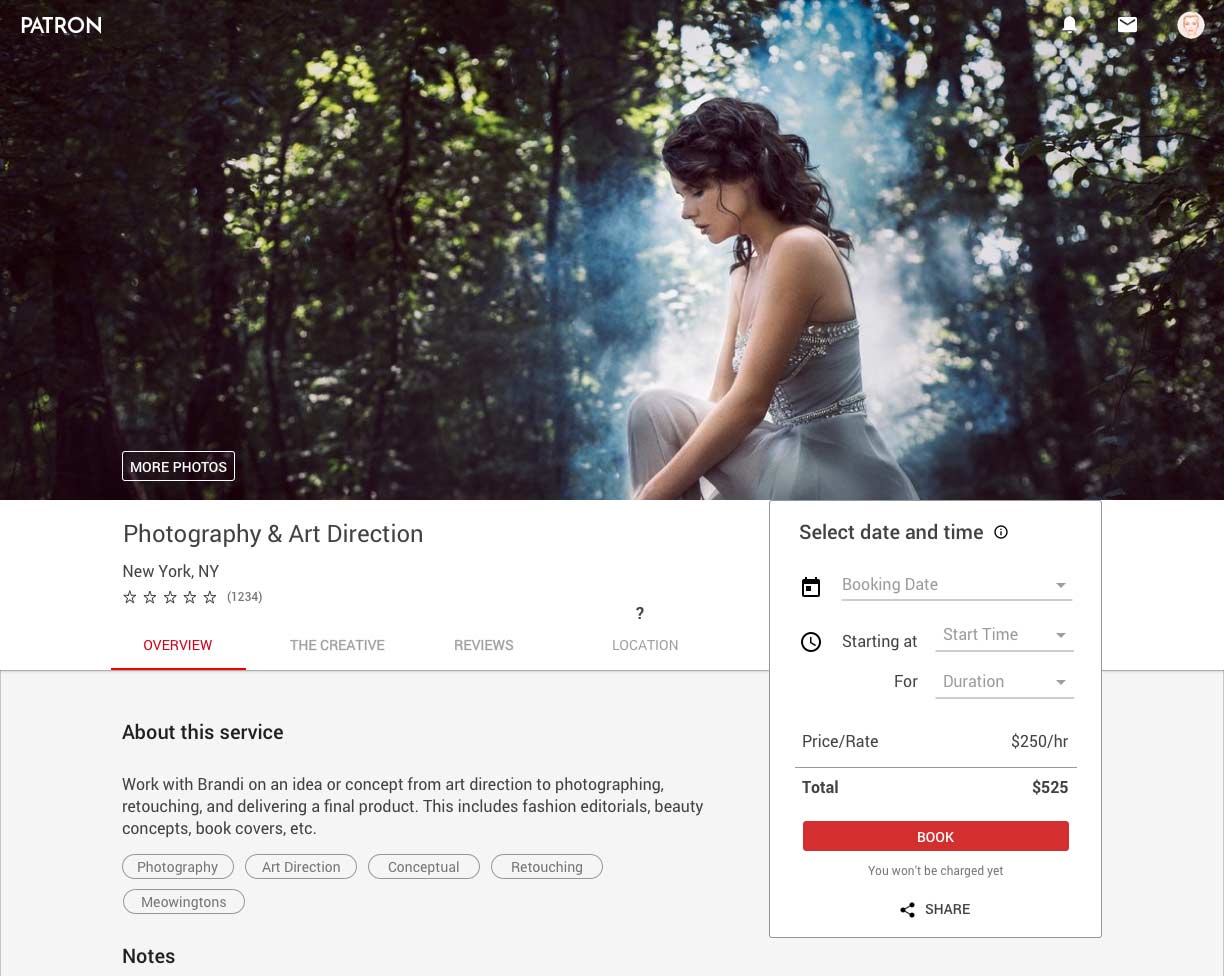 PATRON
MORE PHOTOS
Photography & Art Direction
New York, NY
(1234)
?
OVERVIEW
THE CREATIVE
REVIEWS
LOCATION
Select date and time
Booking Date
Starting at
Start Time
For
Duration
Price/Rate
$250/hr
Total
$525
BOOK
You won't be charged yet
SHARE
About this service
Work with Brandi on an idea or concept from art direction to photographing,
retouching, and delivering a final product. This includes fashion editorials, beauty
concepts, book covers, etc.
Photography
Art Direction
Conceptual
Retouching
Meowingtons
Notes